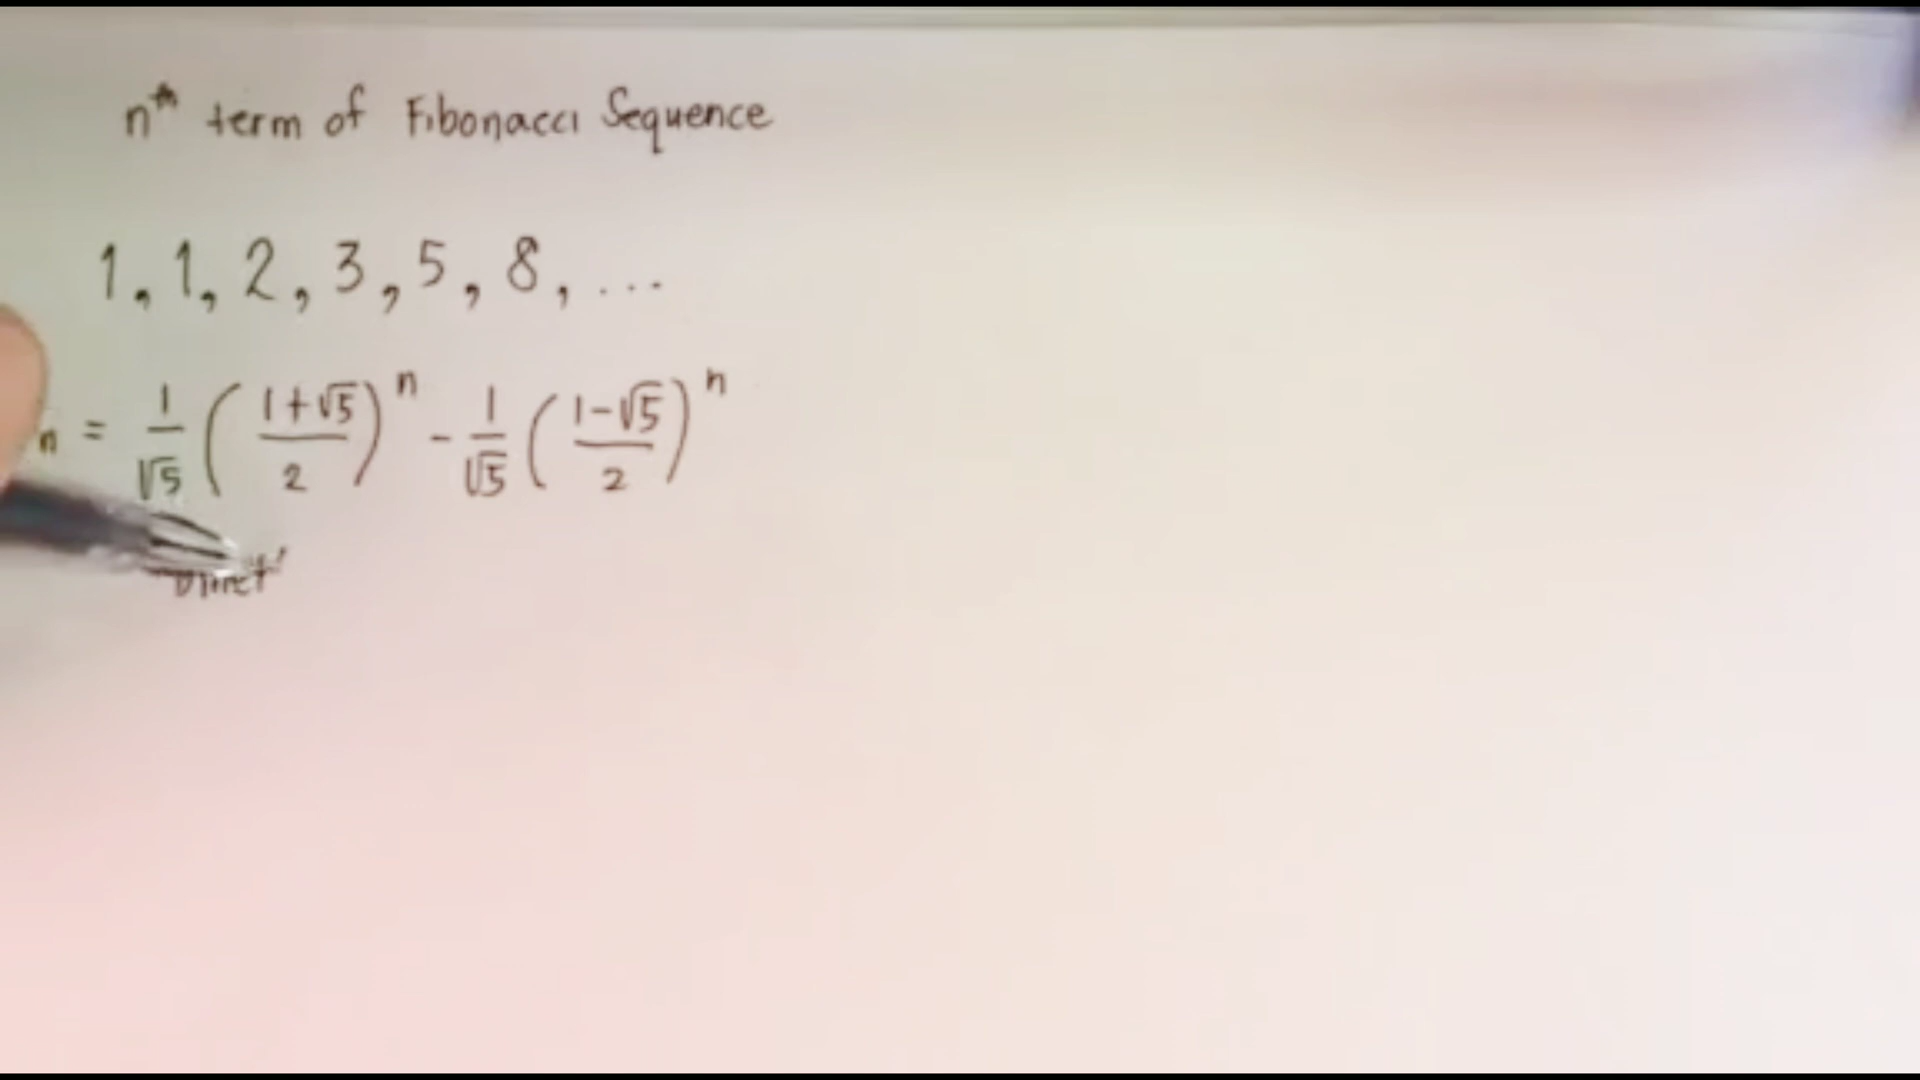 nth term of Fibonacci Sequence
1, 1, 2, 3, 5, 8, ...
n = 1/√5 ( (1+√5)/2 )^n - 1/√5 ( (1-√5)/2 )^n